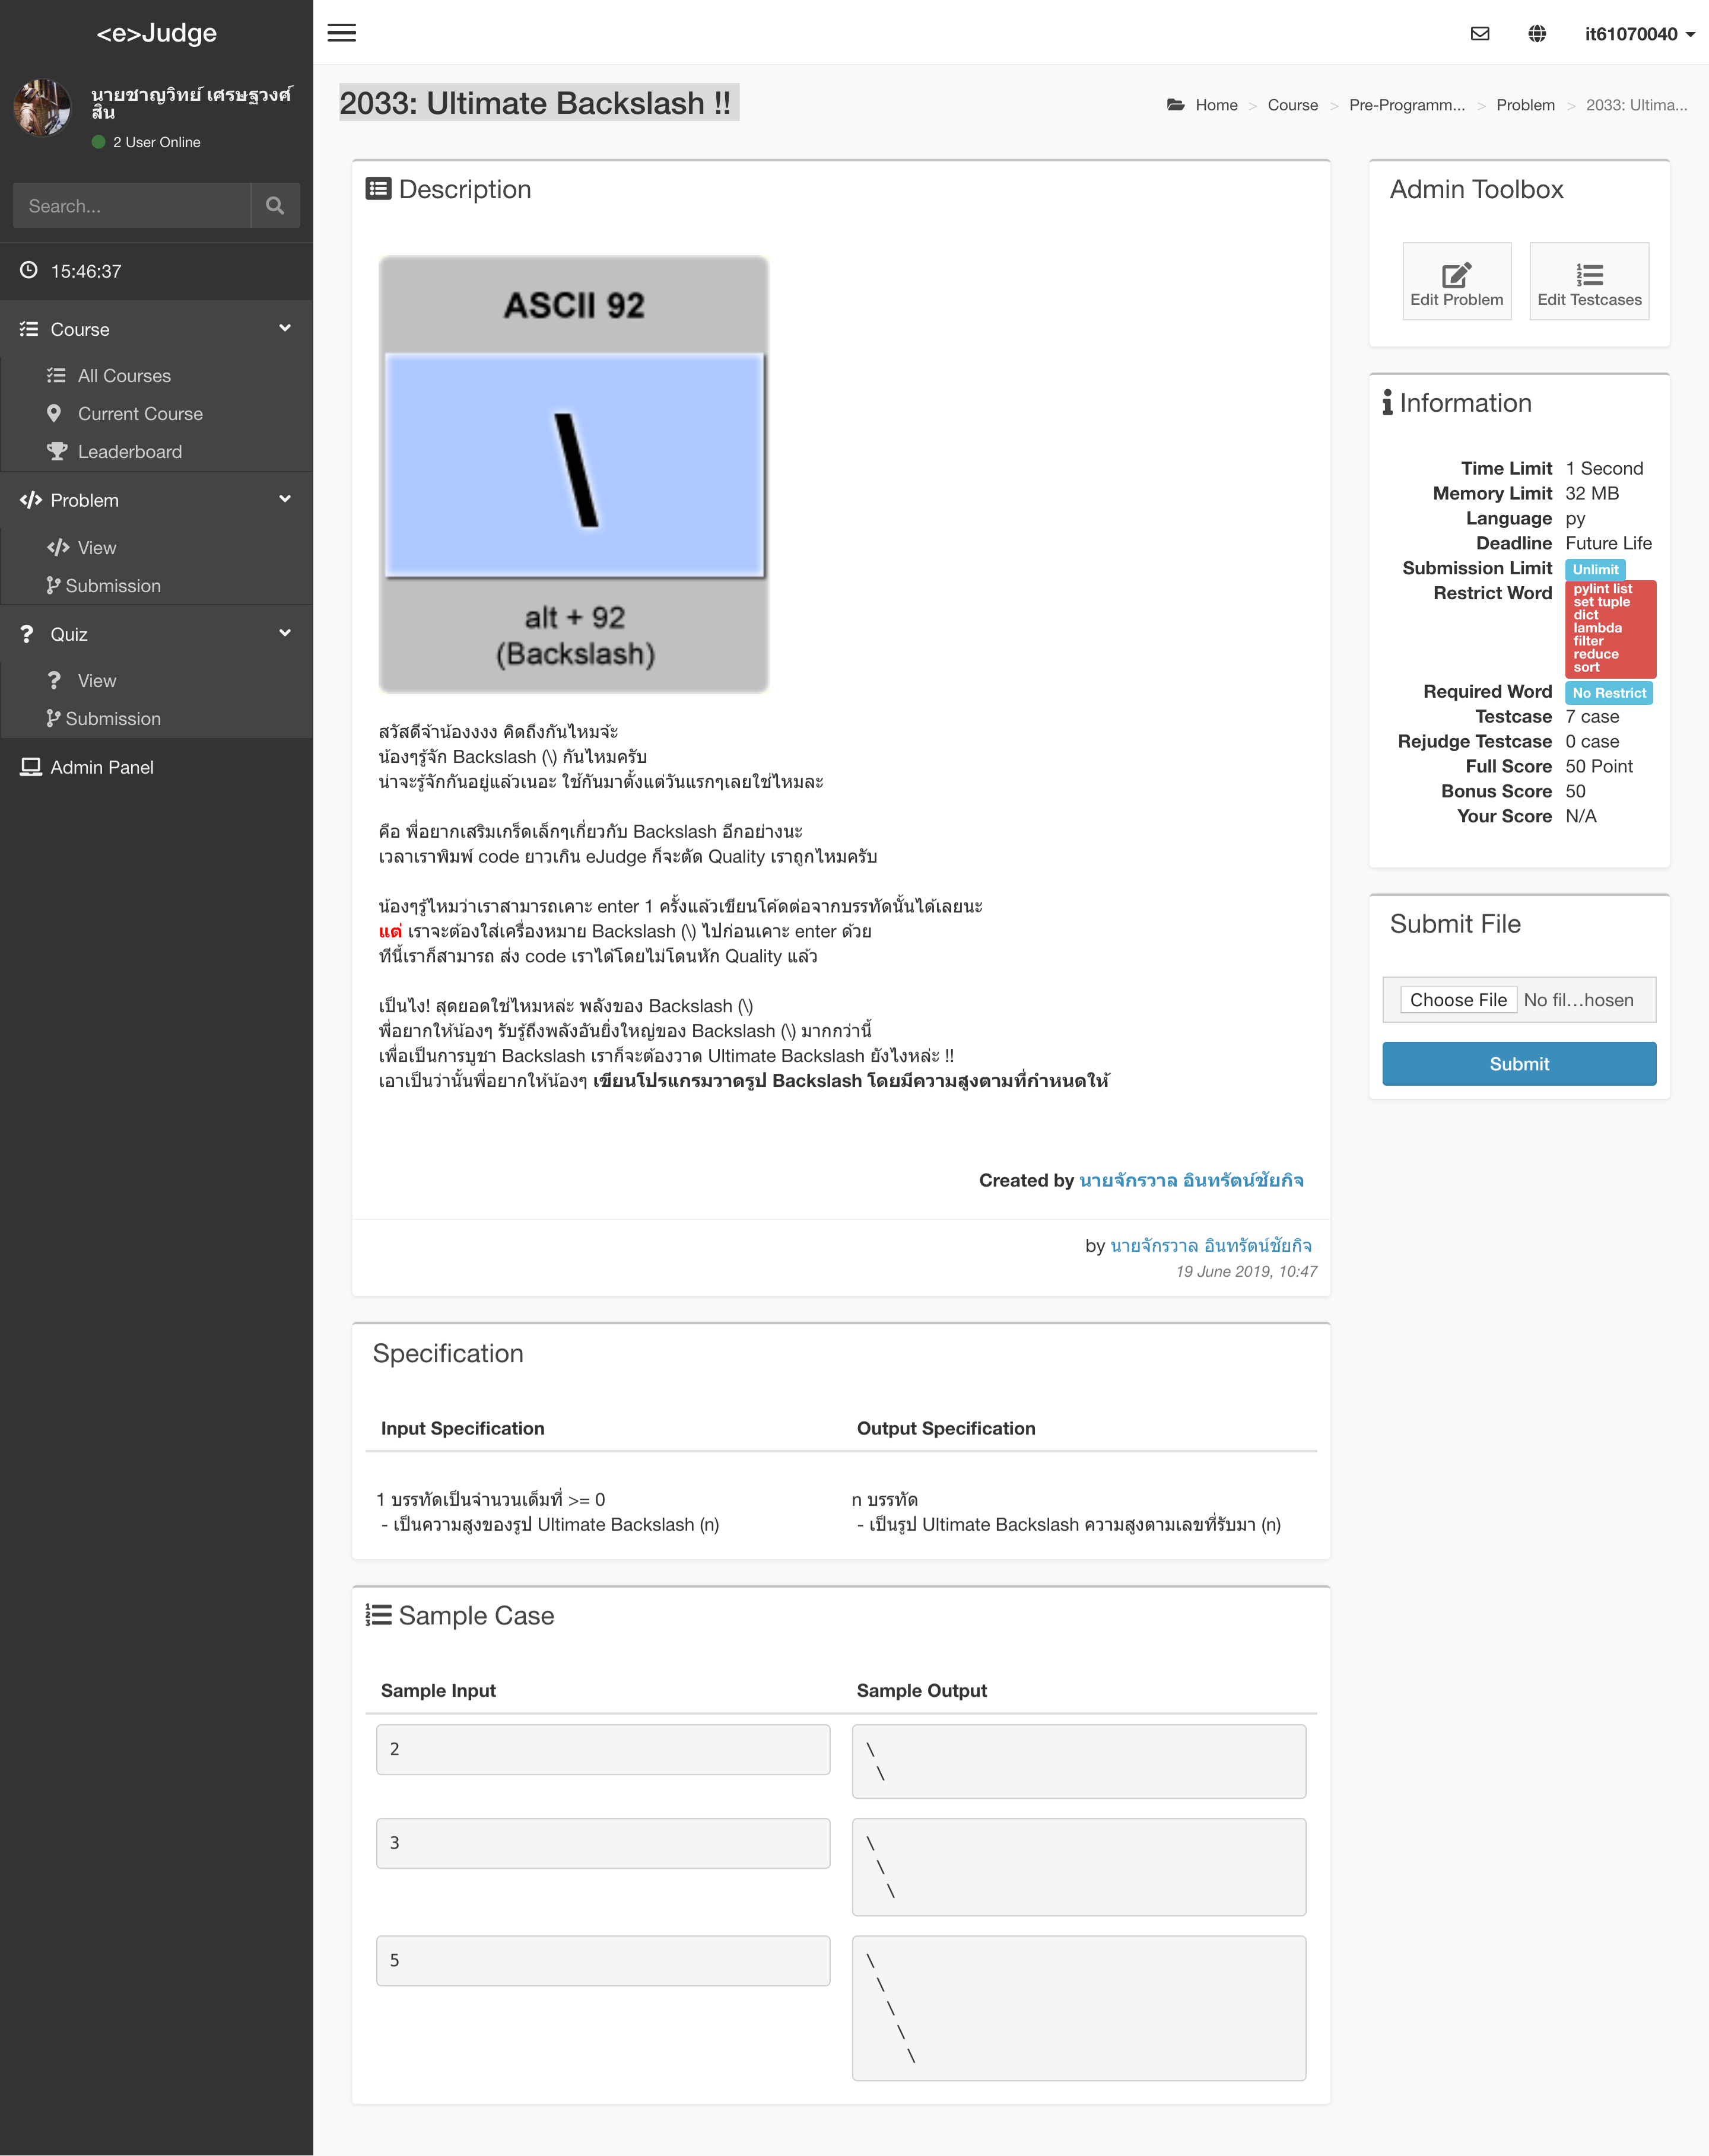 <e>Judge
it61070040
นายชาญวิทย์ เศรษฐวงศ์
สิน
2 User Online
Search...
15:46:37
Course
All Courses
Current Course
Leaderboard
Problem
View
Submission
Quiz
View
Submission
Admin Panel
2033: Ultimate Backslash !!
Home > Course > Pre-Programm... > Problem > 2033: Ultima...
Description
ASCII 92
\
alt + 92
(Backslash)
สวัสดีจ้าน้องงงง คิดถึงกันไหมจ้ะ
น้องๆรู้จัก Backslash (\) กันไหมครับ
น่าจะรู้จักกันอยู่แล้วเนอะ ใช้กันมาตั้งแต่วันแรกๆเลยใช่ไหมละ
คือ พี่อยากเสริมเกร็ดเล็กๆเกี่ยวกับ Backslash อีกอย่างนะ
เวลาเราพิมพ์ code ยาวเกิน eJudge ก็จะตัด Quality เราถูกไหมครับ
น้องๆรู้ไหมว่าเราสามารถเคาะ enter 1 ครั้งแล้วเขียนโค้ดต่อจากบรรทัดนั้นได้เลยนะ
แต่ เราจะต้องใส่เครื่องหมาย Backslash (\) ไปก่อนเคาะ enter ด้วย
ทีนี้เราก็สามารถ ส่ง code เราได้โดยไม่โดนหัก Quality แล้ว
เป็นไง! สุดยอดใช่ไหมหล่ะ พลังของ Backslash (\)
พี่อยากให้น้องๆ รับรู้ถึงพลังอันยิ่งใหญ่ของ Backslash (\) มากกว่านี้
เพื่อเป็นการบูชา Backslash เราก็จะต้องวาด Ultimate Backslash ยังไงหล่ะ !!
เอาเป็นว่านั้นพี่อยากให้น้องๆ เขียนโปรแกรมวาดรูป Backslash โดยมีความสูงตามที่กำหนดให้
Created by นายจักรวาล อินทรัตน์ชัยกิจ
by นายจักรวาล อินทรัตน์ชัยกิจ
19 June 2019, 10:47
Specification
Input Specification
Output Specification
1 บรรทัดเป็นจำนวนเต็มที่ >= 0
- เป็นความสูงของรูป Ultimate Backslash (n)
n บรรทัด
- เป็นรูป Ultimate Backslash ความสูงตามเลขที่รับมา (n)
Sample Case
Sample Input
Sample Output
2
\
 \
3
\
 \
  \
5
\
 \
  \
   \
    \
Admin Toolbox
Edit Problem
Edit Testcases
Information
Time Limit 1 Second
Memory Limit 32 MB
Language py
Deadline Future Life
Submission Limit Unlimit
Restrict Word pylint list
set tuple
dict
lambda
filter
reduce
sort
Required Word No Restrict
Testcase 7 case
Rejudge Testcase 0 case
Full Score 50 Point
Bonus Score 50
Your Score N/A
Submit File
Choose File No fil...hosen
Submit